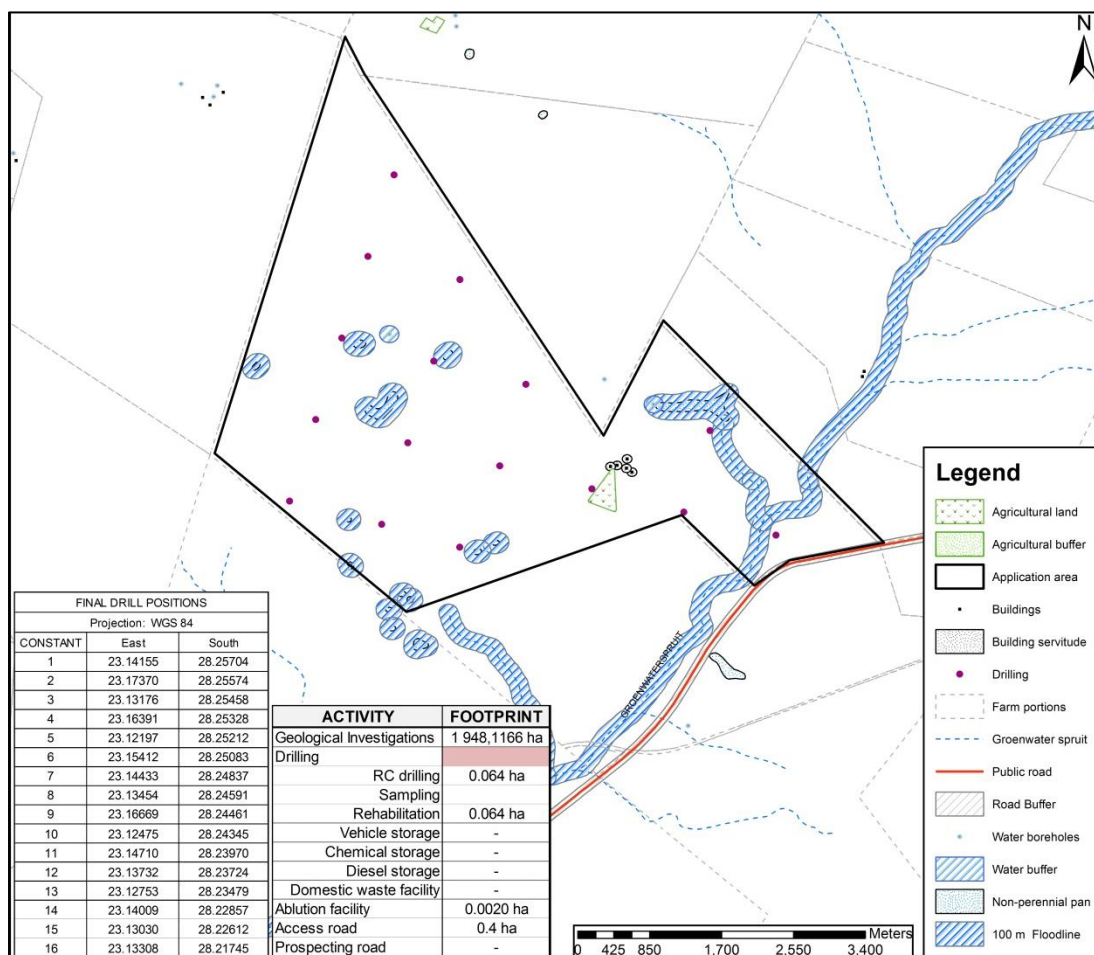 N
GROENWATERSPRUIT
Legend
Agricultural land
Agricultural buffer
Application area
Buildings
Building servitude
Drilling
Farm portions
Groenwater spruit
Public road
Road Buffer
Water boreholes
Water buffer
Non-perennial pan
100 m Floodline
FINAL DRILL POSITIONS
Projection: WGS 84
CONSTANT East South
1 23.14155 28.25704
2 23.17370 28.25574
3 23.13176 28.25458
4 23.16391 28.25328
5 23.12197 28.25212
6 23.15412 28.25083
7 23.14433 28.24837
8 23.13454 28.24591
9 23.16669 28.24461
10 23.12475 28.24345
11 23.14710 28.23970
12 23.13732 28.23724
13 23.12753 28.23479
14 23.14009 28.22857
15 23.13030 28.22612
16 23.13308 28.21745
ACTIVITY FOOTPRINT
Geological Investigations 1 948,1166 ha
Drilling
RC drilling 0.064 ha
Sampling
Rehabilitation 0.064 ha
Vehicle storage -
Chemical storage -
Diesel storage -
Domestic waste facility -
Ablution facility 0.0020 ha
Access road 0.4 ha
Prospecting road -
Meters
0 425 850 1,700 2,550 3,400